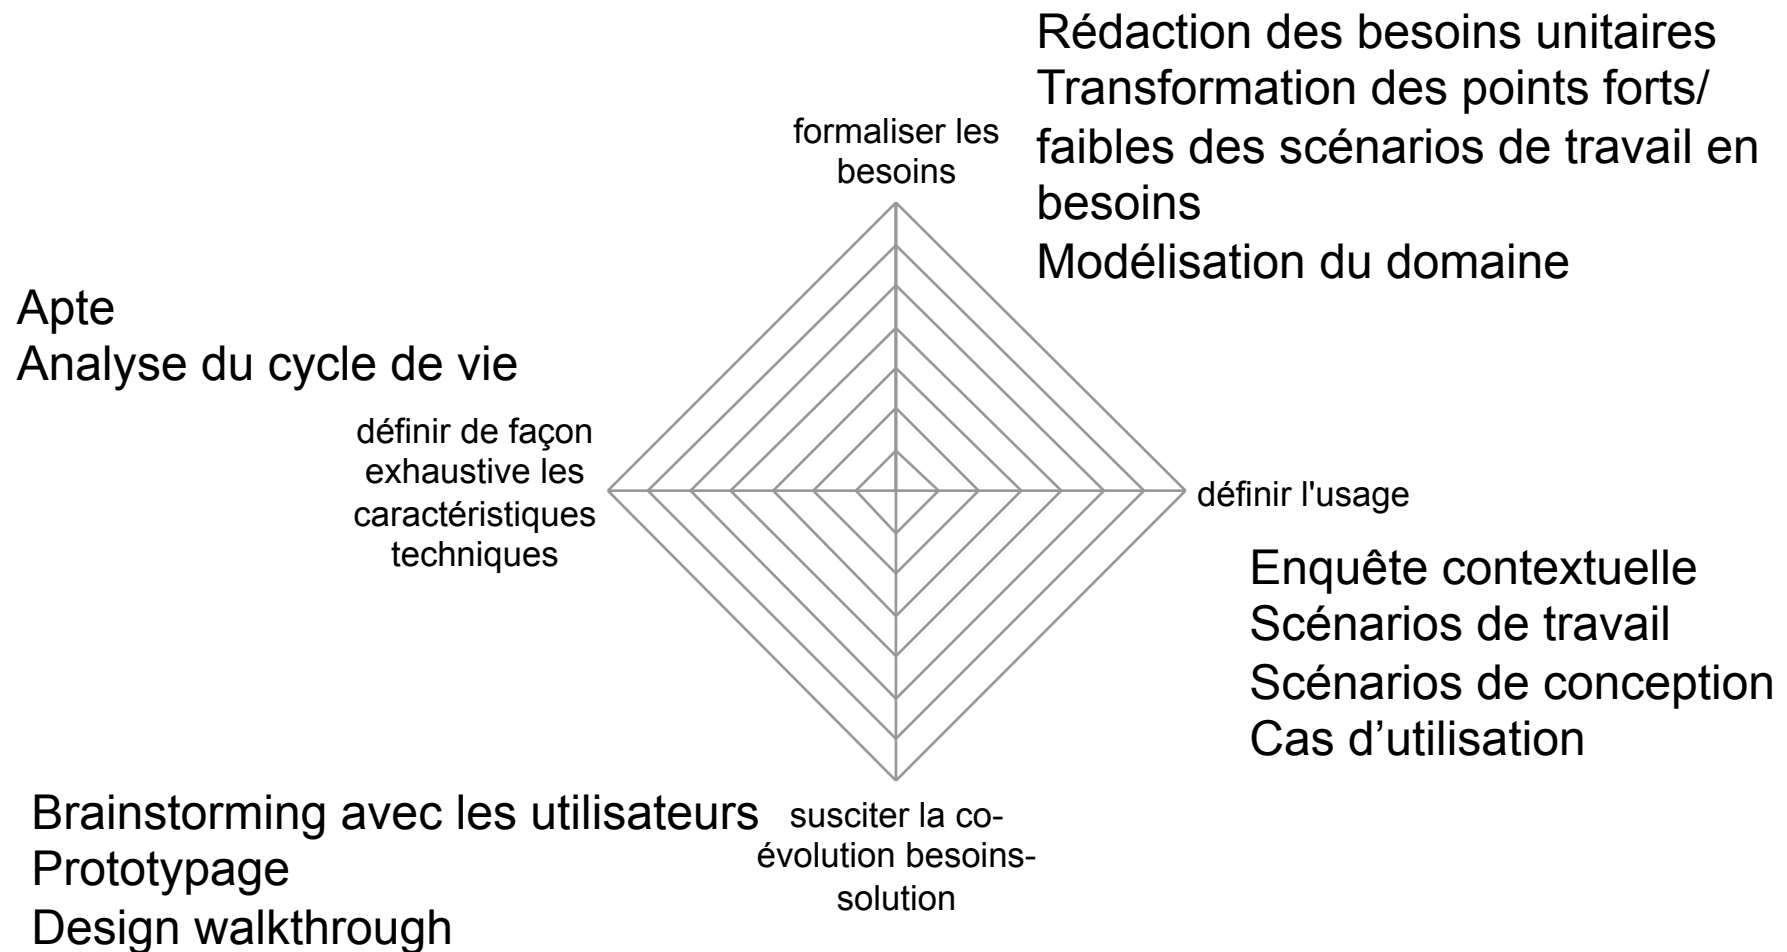 Rédaction des besoins unitaires
Transformation des points forts/
faibles des scénarios de travail en
besoins
Modélisation du domaine
formaliser les
besoins
Apte
Analyse du cycle de vie
définir de façon
exhaustive les
caractéristiques
techniques
définir l'usage
Enquête contextuelle
Scénarios de travail
Scénarios de conception
Cas d’utilisation
Brainstorming avec les utilisateurs
Prototypage
Design walkthrough
susciter la co-
évolution besoins-
solution